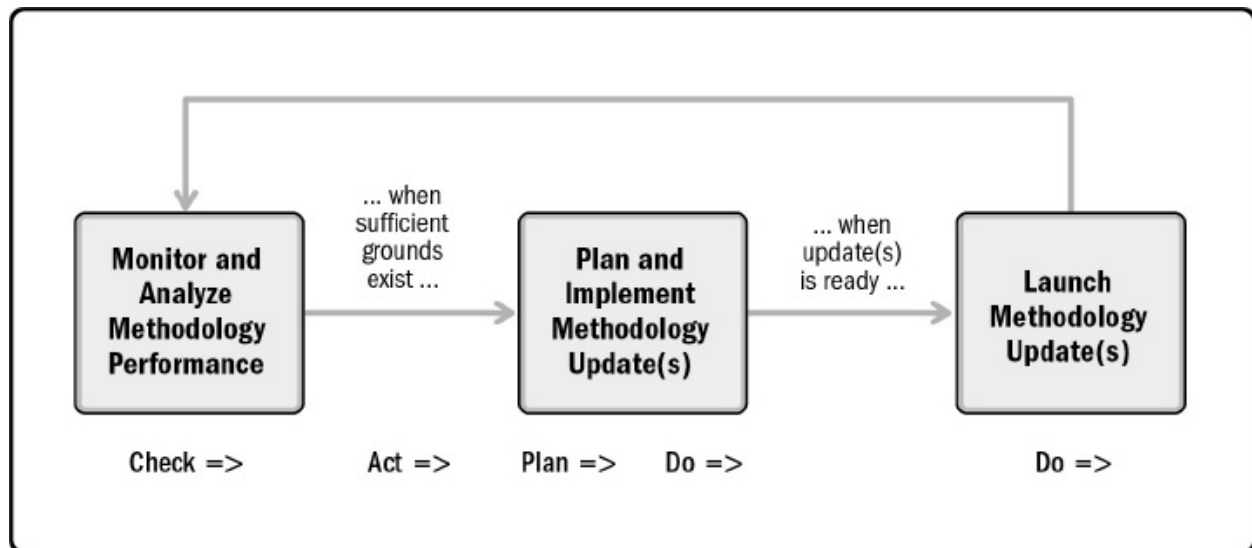 ... when
sufficient
grounds
exist ...
... when
update(s)
is ready ...
Monitor and
Analyze
Methodology
Performance
Plan and
Implement
Methodology
Update(s)
Launch
Methodology
Update(s)
Check => Act => Plan => Do => Do =>